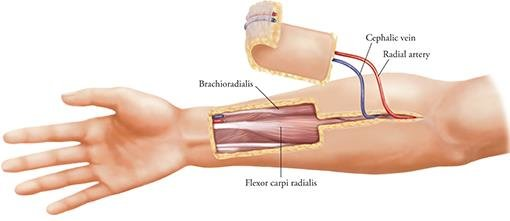 Cephalic vein
Radial artery
Brachioradialis
Flexor carpi radialis